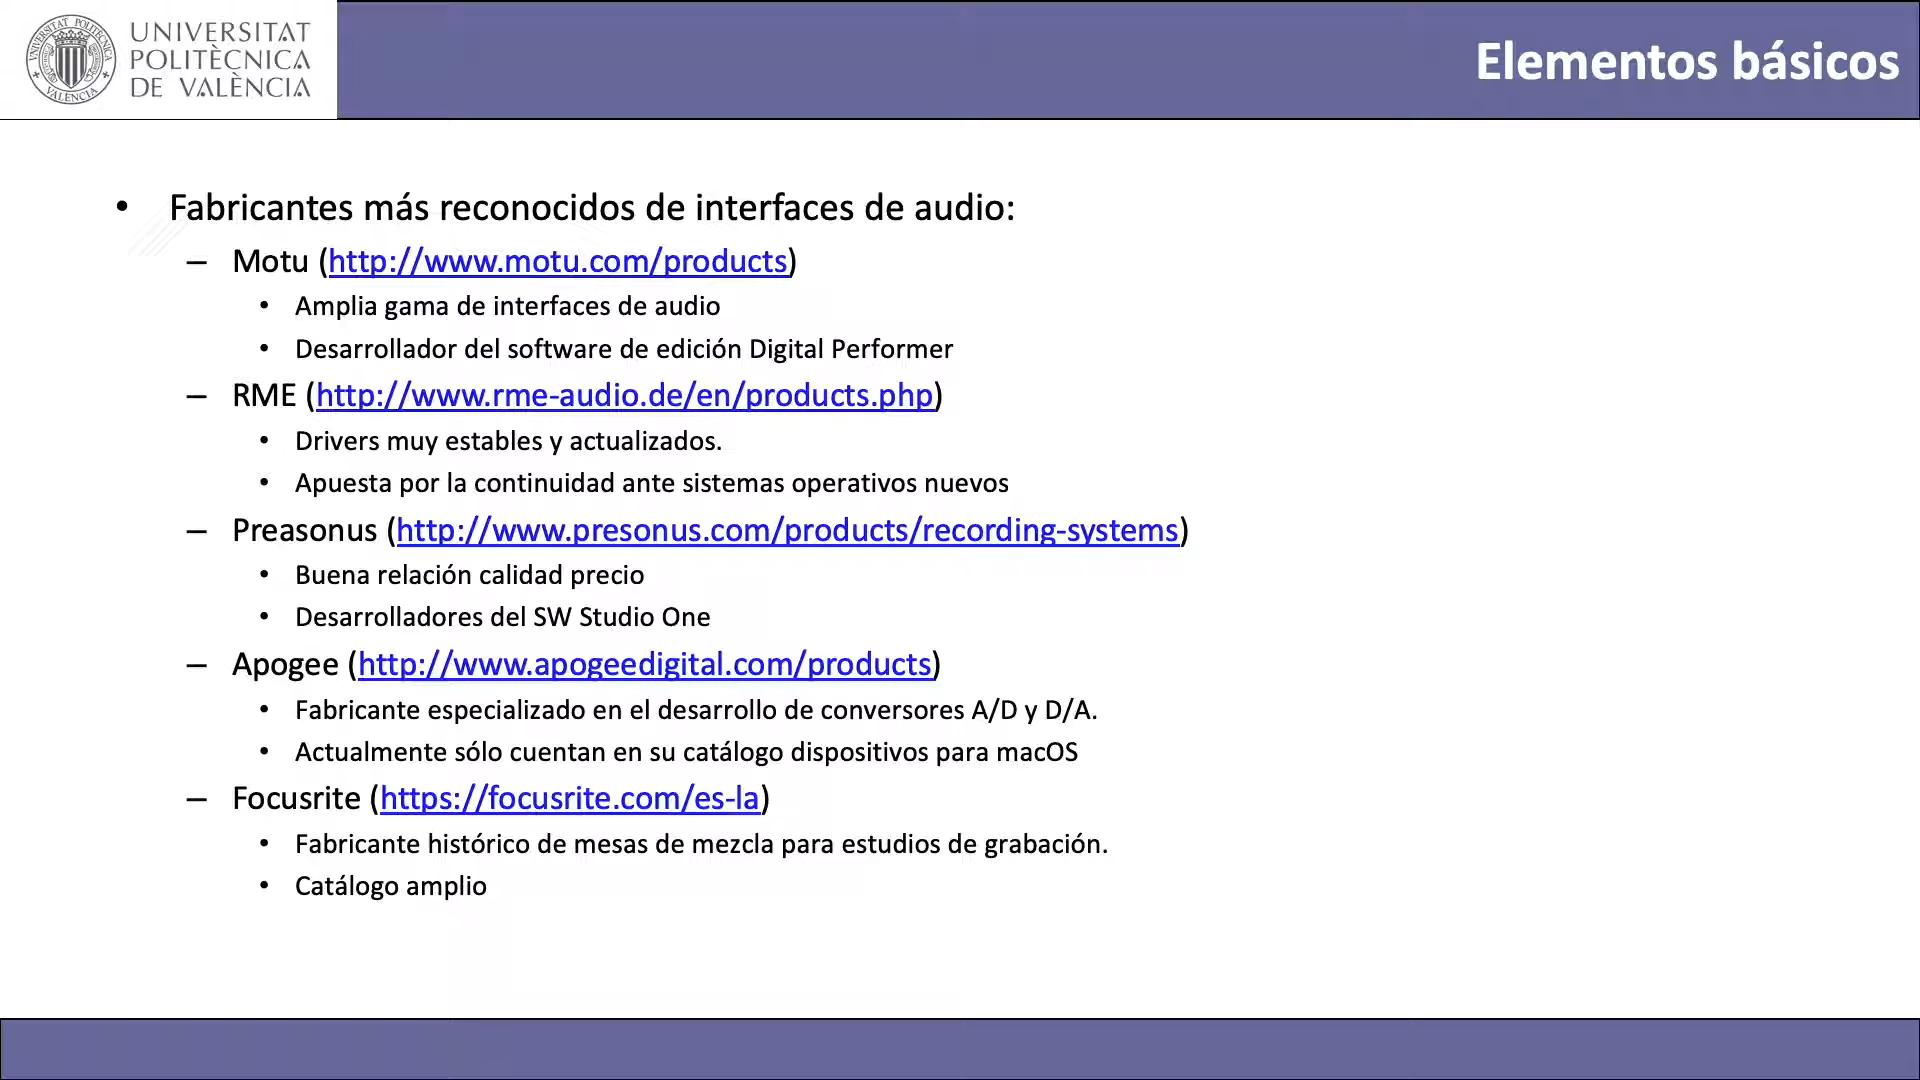 UNIVERSITAT
POLITÈCNICA
DE VALÈNCIA
Elementos básicos
• Fabricantes más reconocidos de interfaces de audio:
– Motu (http://www.motu.com/products)
• Amplia gama de interfaces de audio
• Desarrollador del software de edición Digital Performer
– RME (http://www.rme-audio.de/en/products.php)
• Drivers muy estables y actualizados.
• Apuesta por la continuidad ante sistemas operativos nuevos
– Preasonus (http://www.presonus.com/products/recording-systems)
• Buena relación calidad precio
• Desarrolladores del SW Studio One
– Apogee (http://www.apogeedigital.com/products)
• Fabricante especializado en el desarrollo de conversores A/D y D/A.
• Actualmente sólo cuentan en su catálogo dispositivos para macOS
– Focusrite (https://focusrite.com/es-la)
• Fabricante histórico de mesas de mezcla para estudios de grabación.
• Catálogo amplio